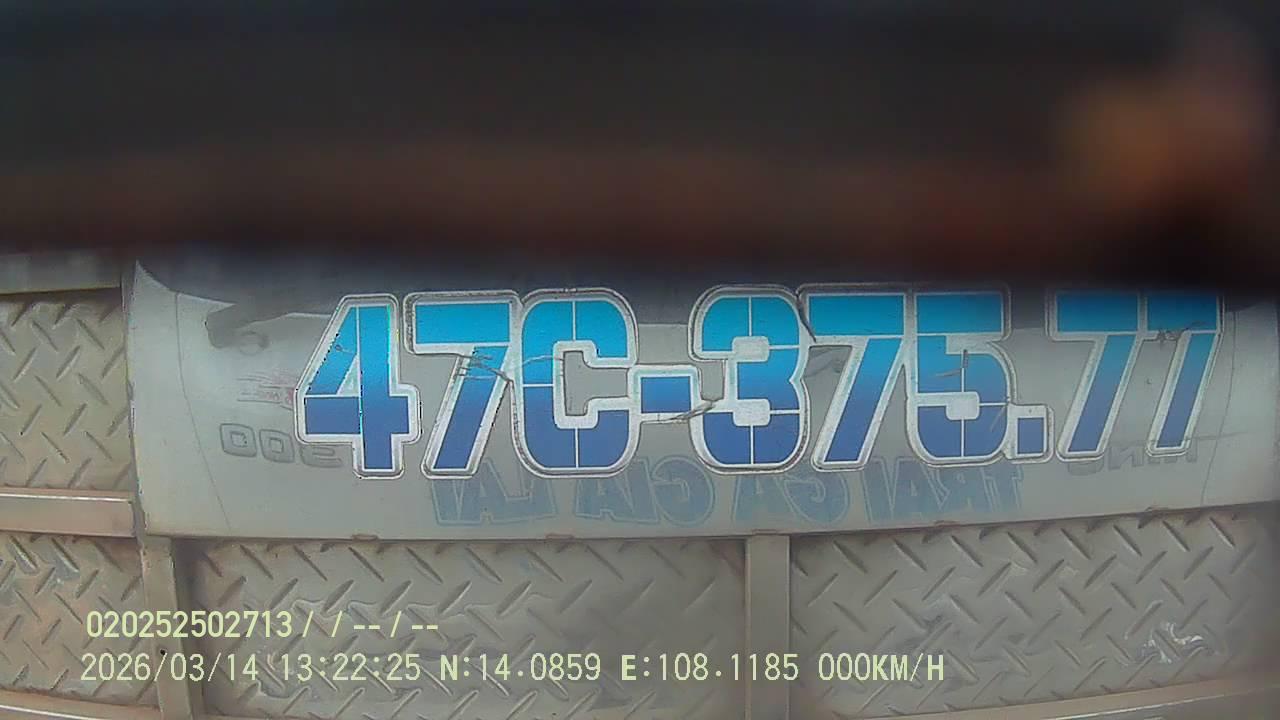 47C-375.77
TRẠI GÀ GIA LAI
020252502713/ /--/--
2026/03/14 13:22:25 N:14.0859 E:108.1185 000KM/H